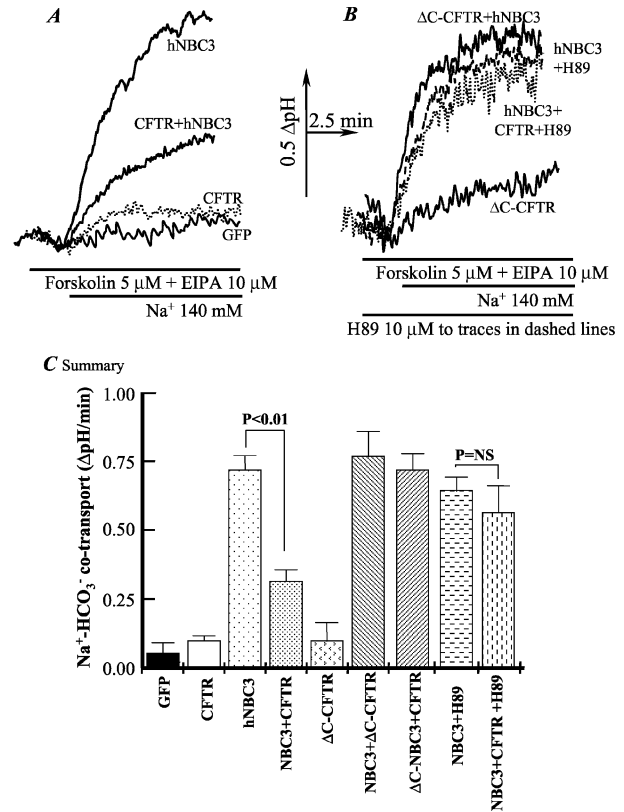 A
hNBC3
CFTR+hNBC3
CFTR
GFP
Forskolin 5 µM + EIPA 10 µM
Na⁺ 140 mM
0.5 ΔpH
2.5 min
B
ΔC-CFTR+hNBC3
hNBC3
+H89
hNBC3+
CFTR+H89
ΔC-CFTR
Forskolin 5 µM + EIPA 10 µM
Na⁺ 140 mM
H89 10 µM to traces in dashed lines
C Summary
Na⁺-HCO₃⁻ co-transport (ΔpH/min)
1.00
0.75
0.50
0.25
0.00
P<0.01
P=NS
GFP
CFTR
hNBC3
NBC3+CFTR
ΔC-CFTR
NBC3+ΔC-CFTR
ΔC-NBC3+CFTR
NBC3+H89
NBC3+CFTR +H89